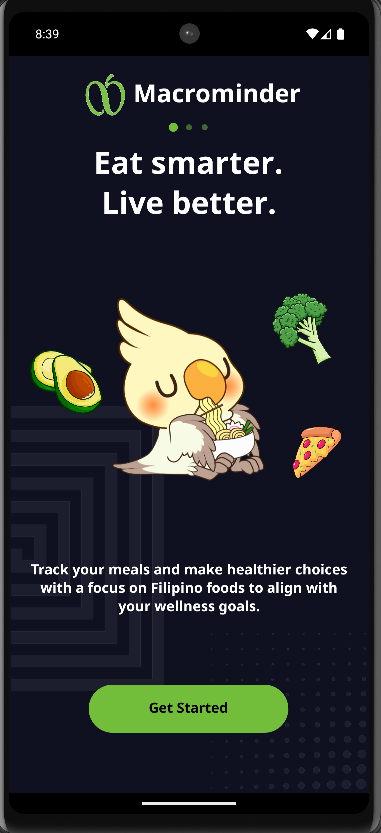 8:39
Macrominder
Eat smarter.
Live better.
Track your meals and make healthier choices
with a focus on Filipino foods to align with
your wellness goals.
Get Started